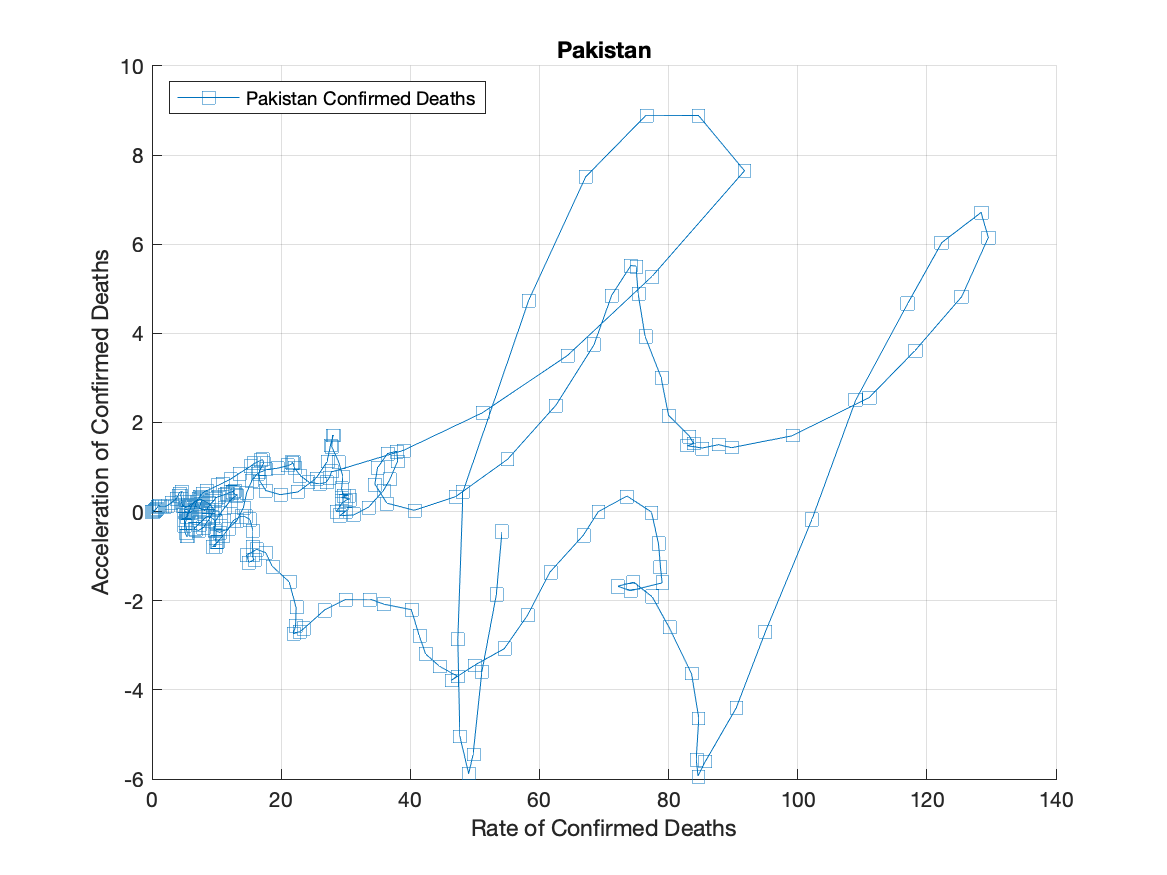 Pakistan
Pakistan Confirmed Deaths
10
8
6
4
2
0
-2
-4
-6
Acceleration of Confirmed Deaths
0 20 40 60 80 100 120 140
Rate of Confirmed Deaths